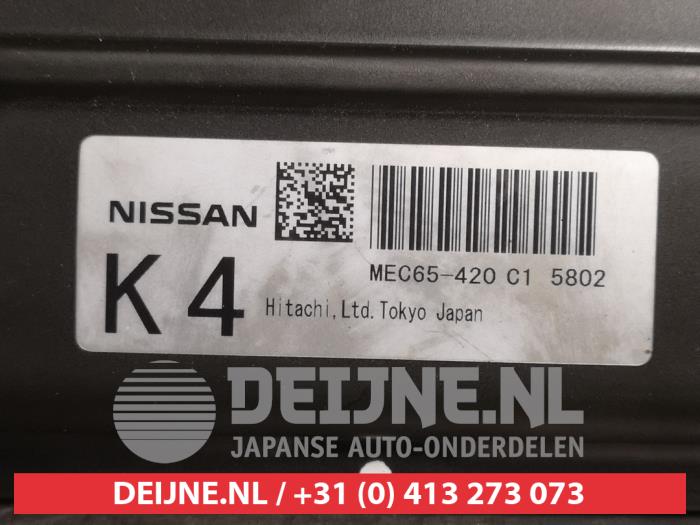 NISSAN
MEC65-420 C1 5802
K 4
Hitachi,Ltd.Tokyo Japan
DEIJNE.NL
JAPANSE AUTO-ONDERDELEN
DEIJNE.NL / +31 (0) 413 273 073